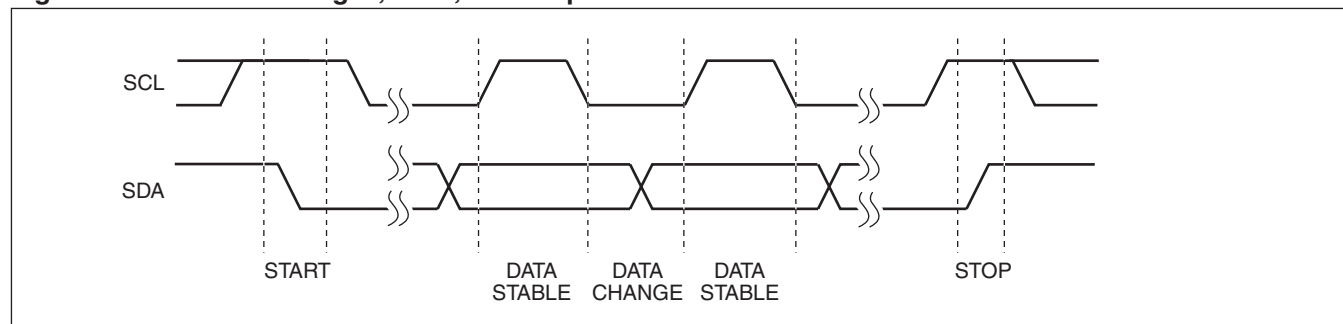 SCL
SDA
START
DATA STABLE
DATA CHANGE
DATA STABLE
STOP